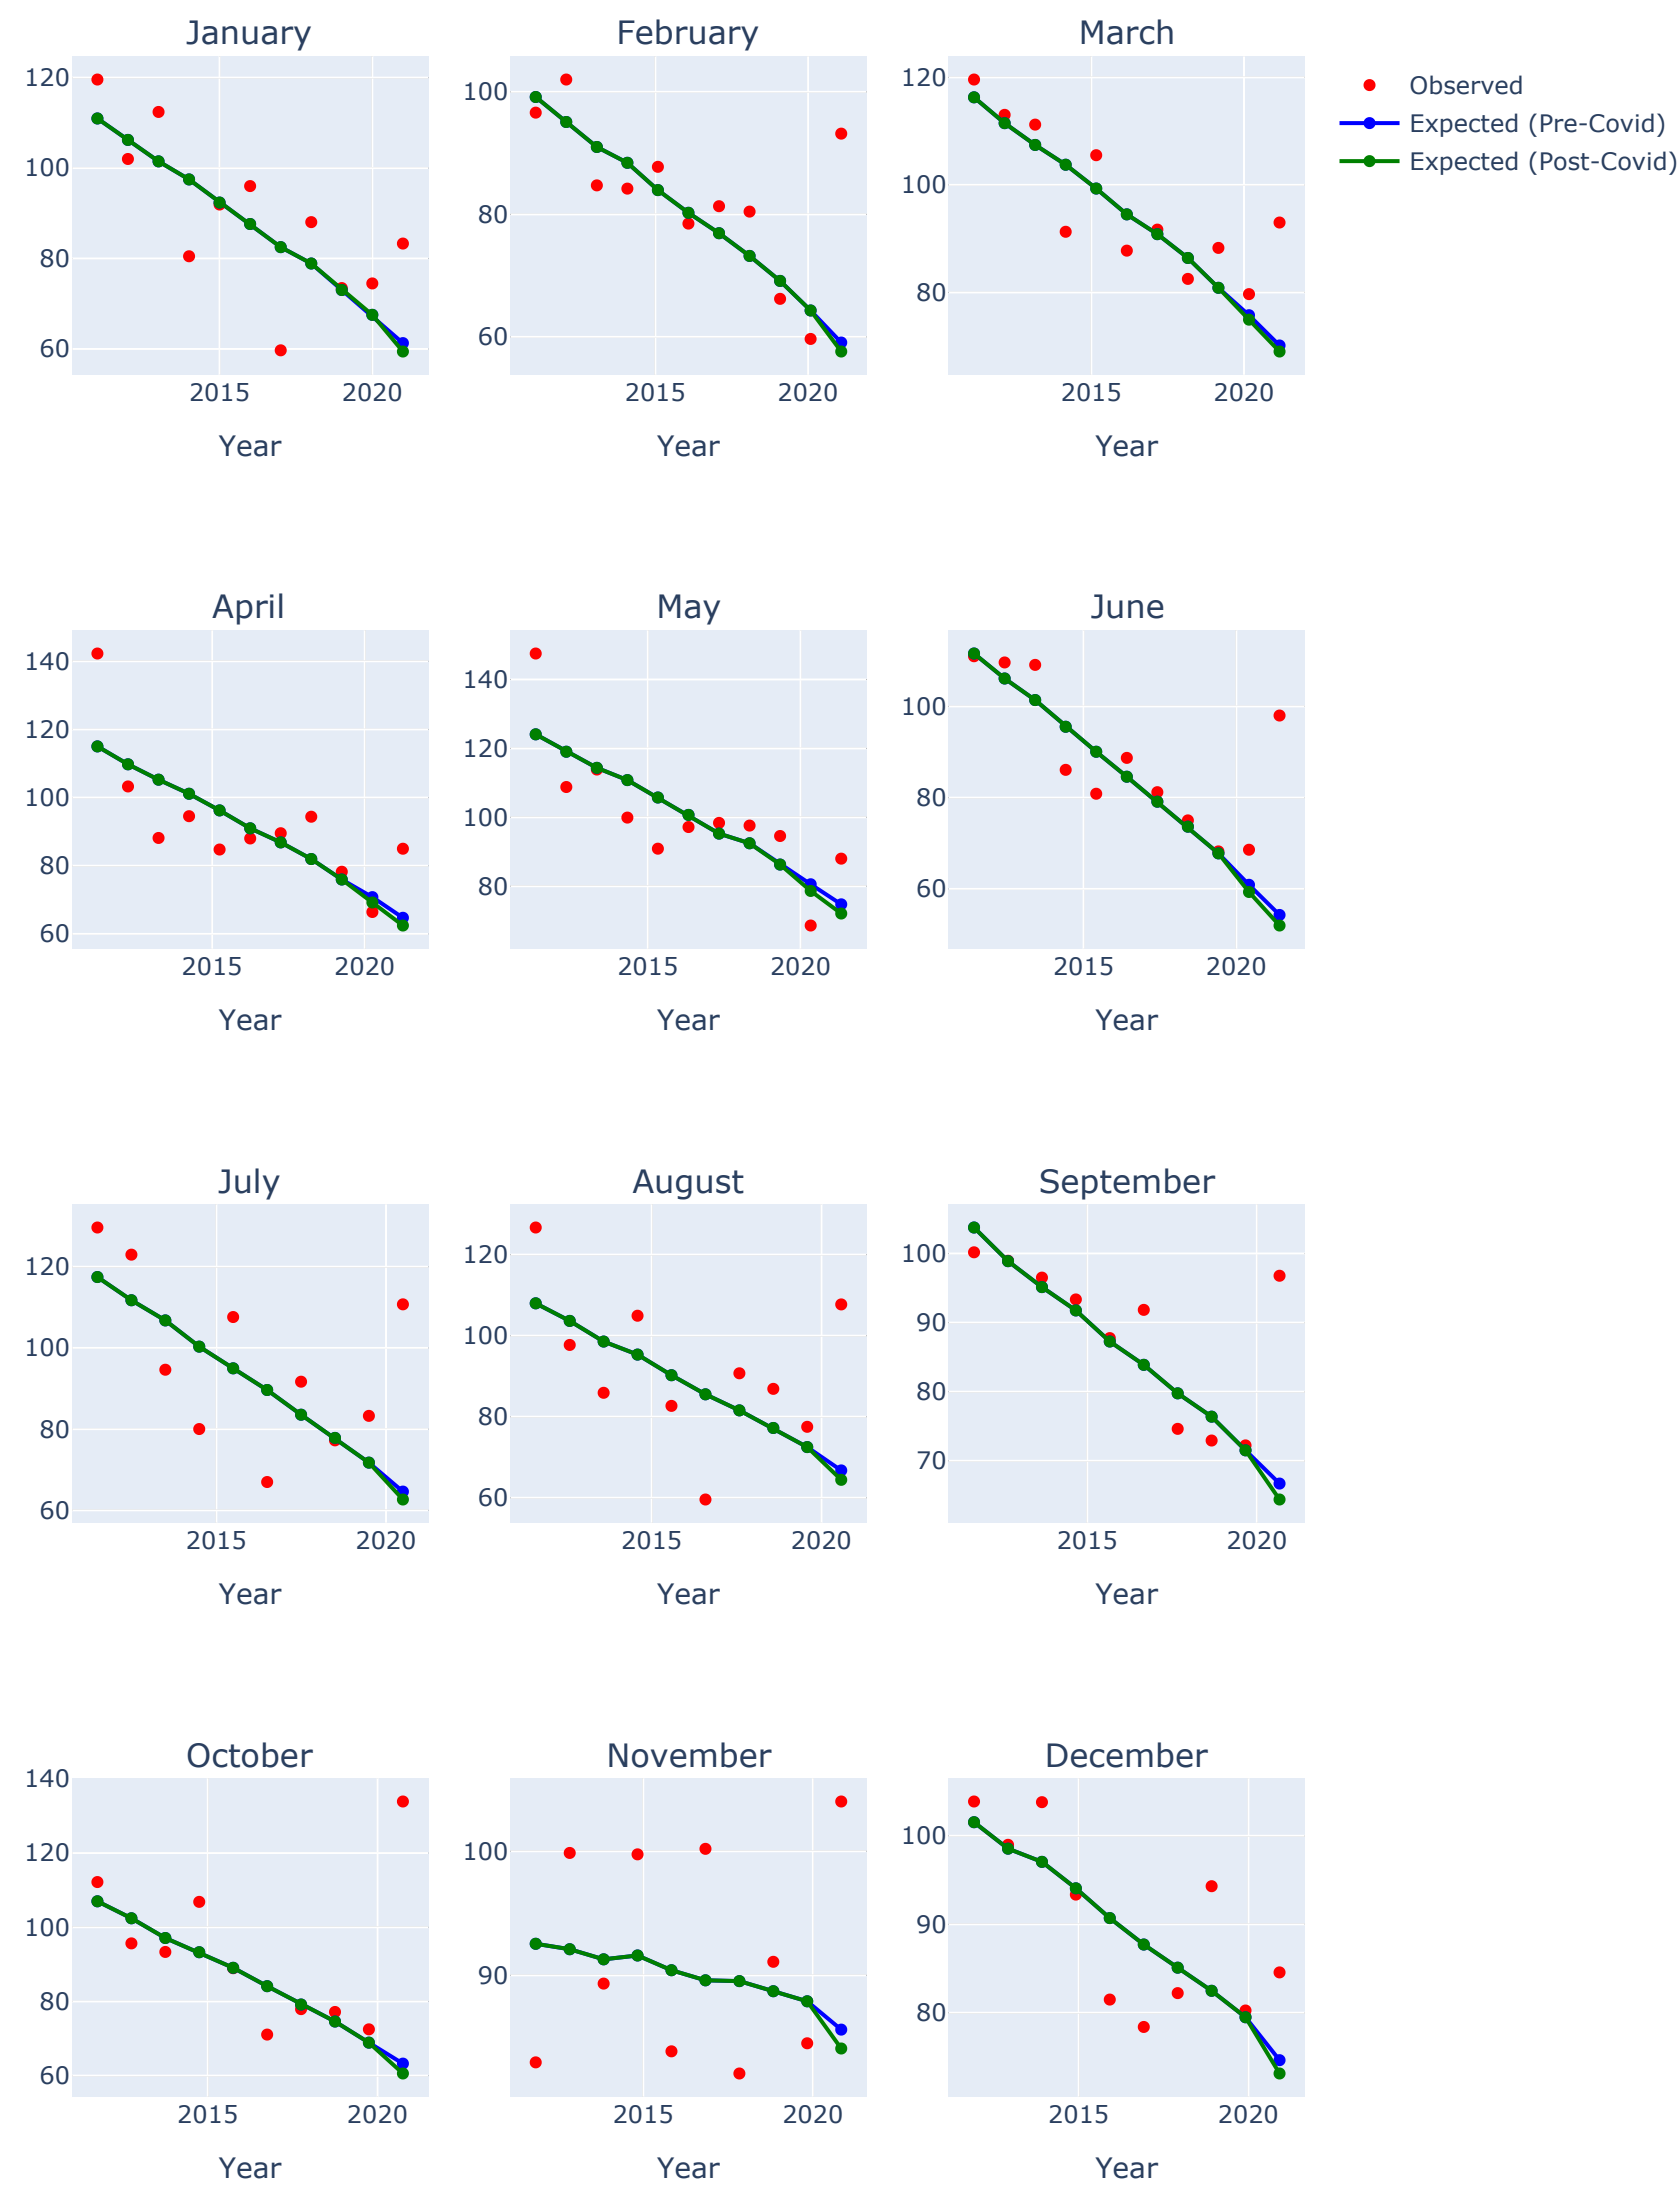 January
February
March
Observed
Expected (Pre-Covid)
Expected (Post-Covid)
120
100
80
60
2015
2020
Year
100
80
60
2015
2020
Year
120
100
80
2015
2020
Year
April
May
June
140
120
100
80
60
2015
2020
Year
140
120
100
80
2015
2020
Year
100
80
60
2015
2020
Year
July
August
September
120
100
80
60
2015
2020
Year
120
100
80
60
2015
2020
Year
100
90
80
70
2015
2020
Year
October
November
December
140
120
100
80
60
2015
2020
Year
100
90
2015
2020
Year
100
90
80
2015
2020
Year